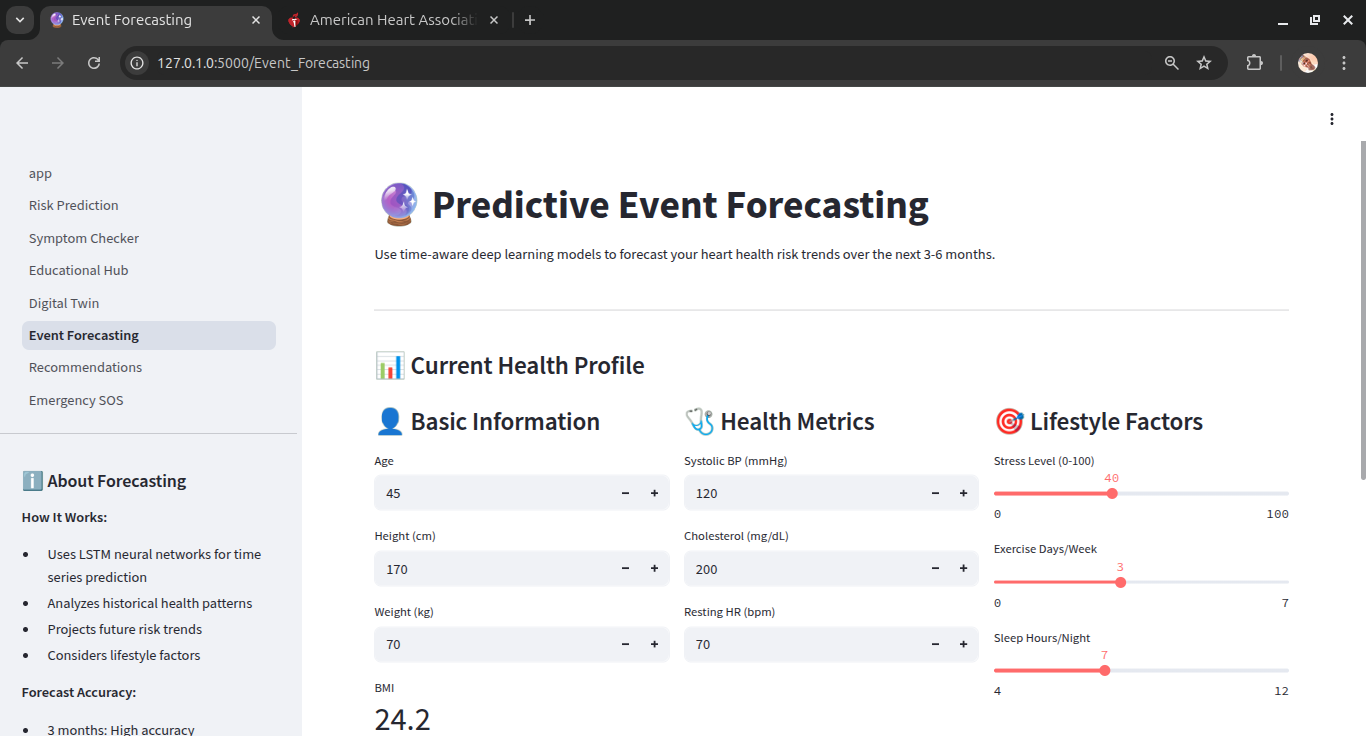 Event Forecasting
American Heart Associat
127.0.1.0:5000/Event_Forecasting
app
Risk Prediction
Symptom Checker
Educational Hub
Digital Twin
Event Forecasting
Recommendations
Emergency SOS
About Forecasting
How It Works:
Uses LSTM neural networks for time
series prediction
Analyzes historical health patterns
Projects future risk trends
Considers lifestyle factors
Forecast Accuracy:
3 months: High accuracy
Predictive Event Forecasting
Use time-aware deep learning models to forecast your heart health risk trends over the next 3-6 months.
Current Health Profile
Basic Information
Age
45
Height (cm)
170
Weight (kg)
70
BMI
24.2
Health Metrics
Systolic BP (mmHg)
120
Cholesterol (mg/dL)
200
Resting HR (bpm)
70
Lifestyle Factors
Stress Level (0-100)
40
0 100
Exercise Days/Week
3
0 7
Sleep Hours/Night
7
4 12